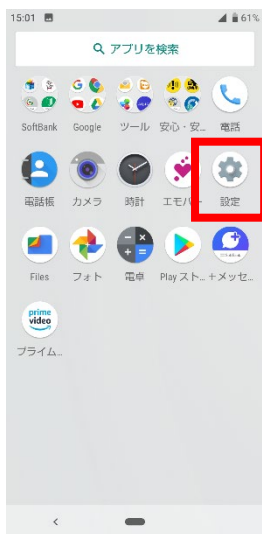 15:01 61%
アプリを検索
SoftBank Google ツール 安心・安... 電話
電話帳 カメラ 時計 エモパー 設定
Files フォト 電卓 Play スト... +メッセ...
prime
video
プライム...